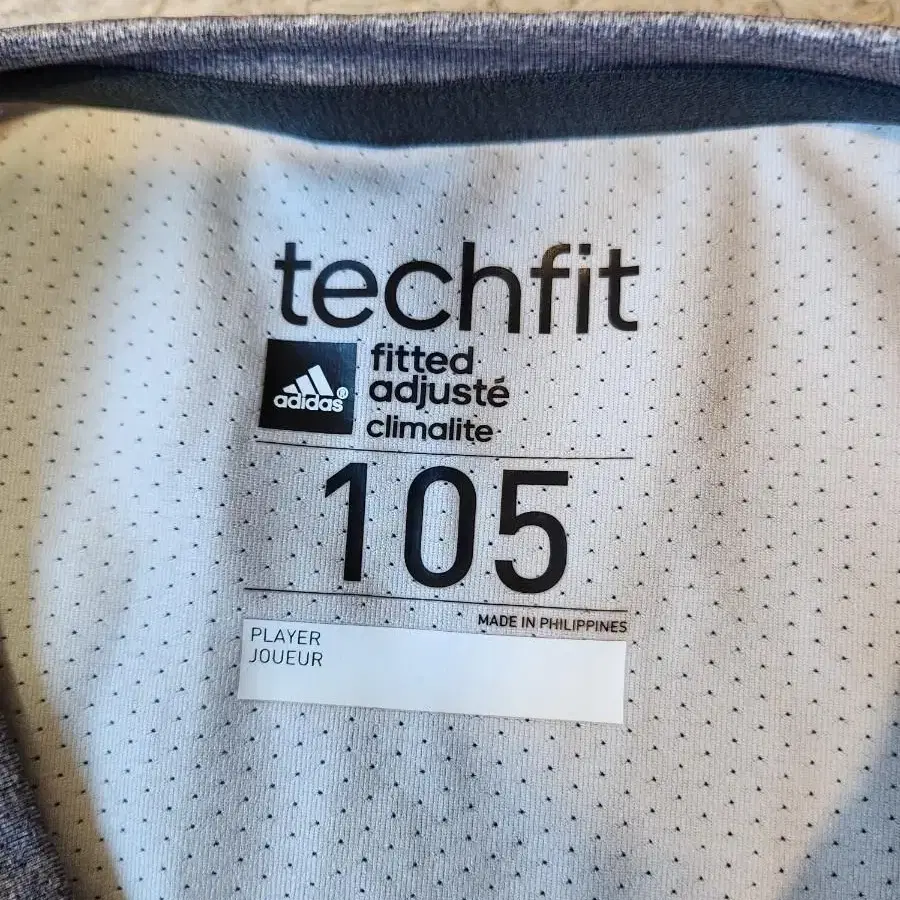 techfit
adidas®
fitted
adjusté
climalite
105
MADE IN PHILIPPINES
PLAYER
JOUEUR